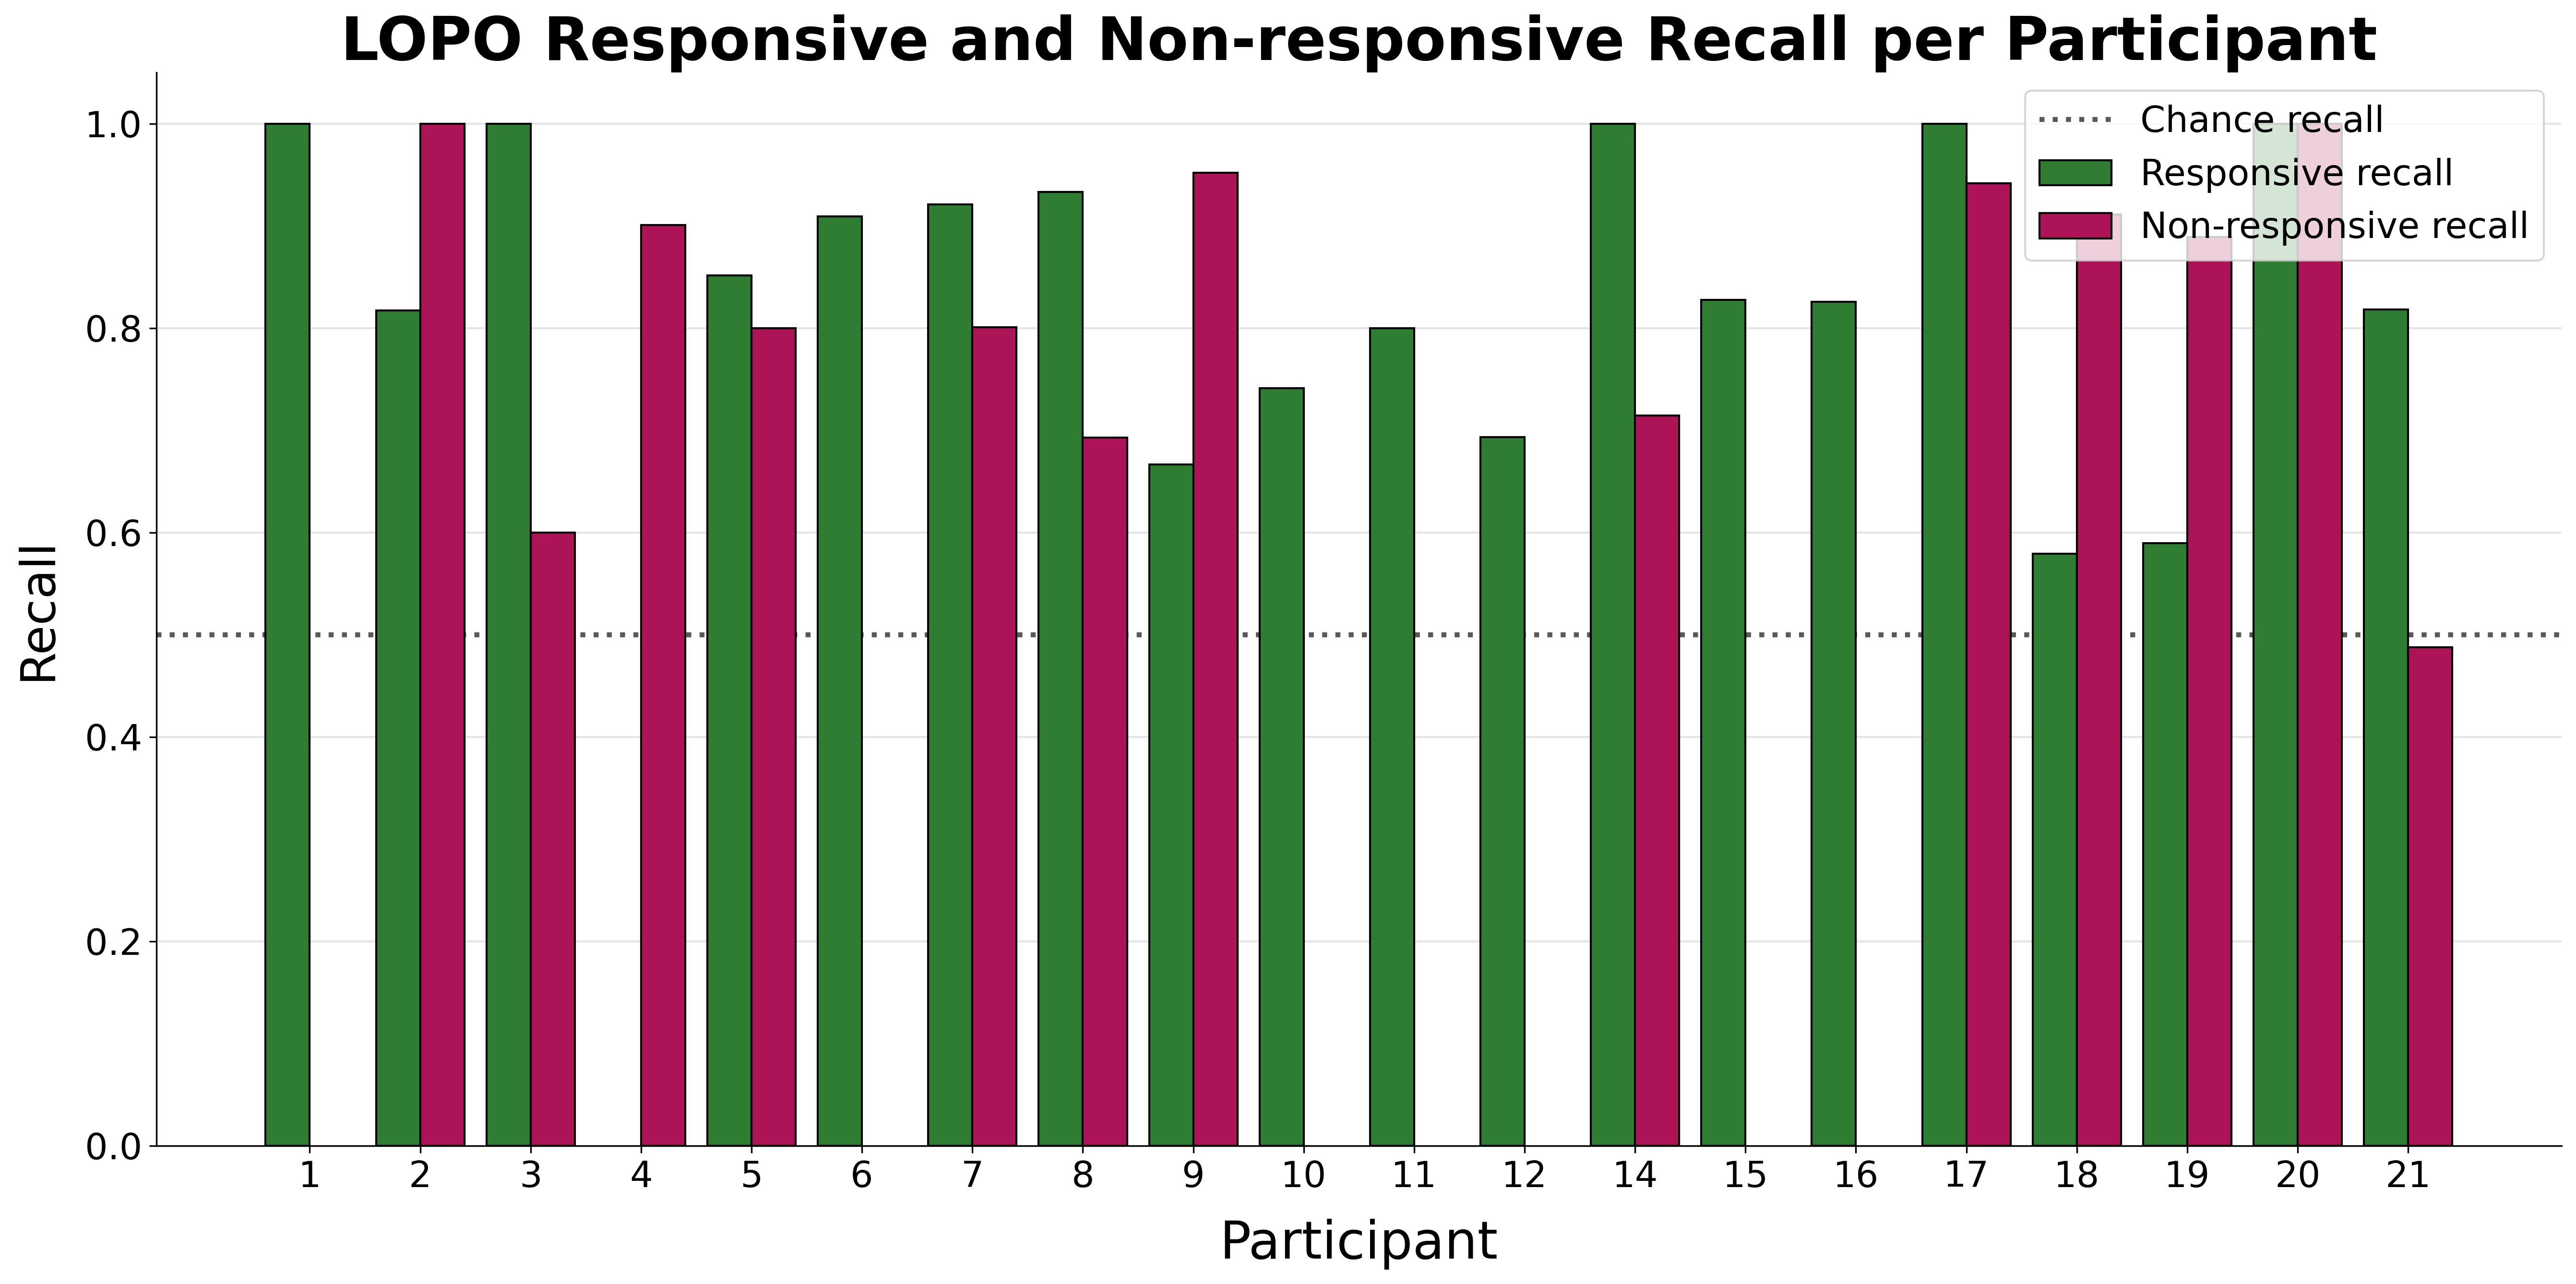 LOPO Responsive and Non-responsive Recall per Participant
Chance recall
Responsive recall
Non-responsive recall
1.0
0.8
0.6
0.4
0.2
0.0
Recall
1 2 3 4 5 6 7 8 9 10 11 12 14 15 16 17 18 19 20 21
Participant